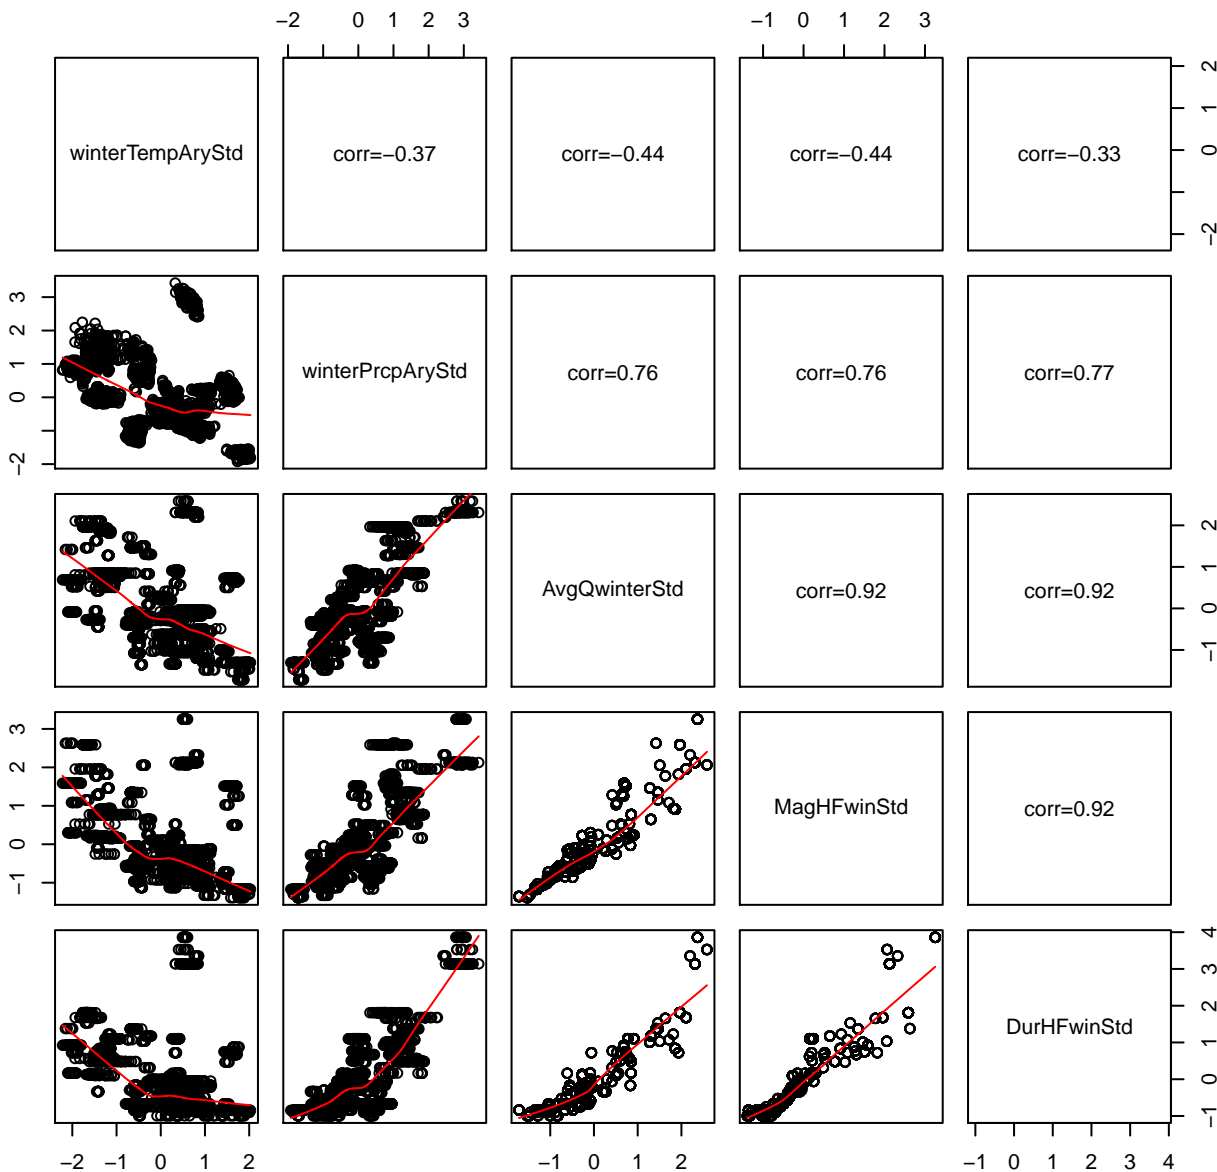 −2 0 1 3 −1 1 2 3
winterTempAryStd corr=−0.37 corr=−0.44 corr=−0.44 corr=−0.33 −2 0 1 2
−2 0 1 2 3 winterPrcpAryStd corr=0.76 corr=0.76 corr=0.77
AvgQwinterStd corr=0.92 corr=0.92 −1 0 1 2
−1 0 1 2 3 MagHFwinStd corr=0.92
DurHFwinStd −1 0 1 2 3 4
−2 −1 0 1 2 −1 0 1 2 −1 0 1 2 3 4